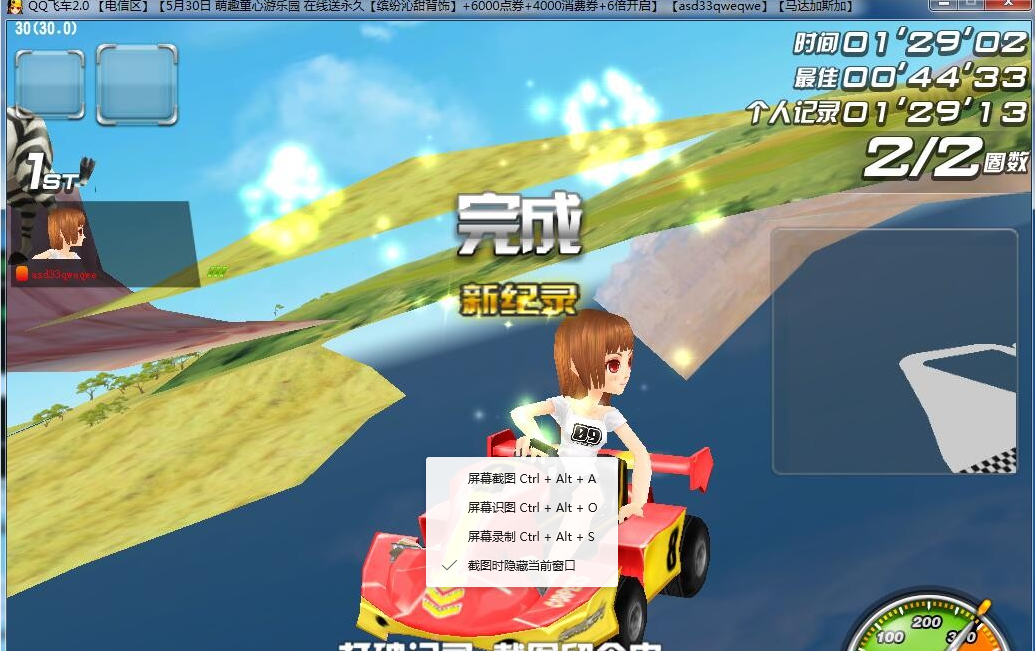 QQ飞车2.0 【电信区】【5月30日 萌趣童心游乐园 在线送永久【缤纷沁甜背饰】+6000点券+4000消费券+6倍开启】 【asd33qweqwe】 【马达加斯加】
30(30.0)
时间01'29'02
最佳00'44'33
个人记录01'29'13
2/2圈数
1ST
asd33qweqwe
完成
新纪录
09
屏幕截图 Ctrl + Alt + A
屏幕识图 Ctrl + Alt + O
屏幕录制 Ctrl + Alt + S
截图时隐藏当前窗口
8
100
200
300